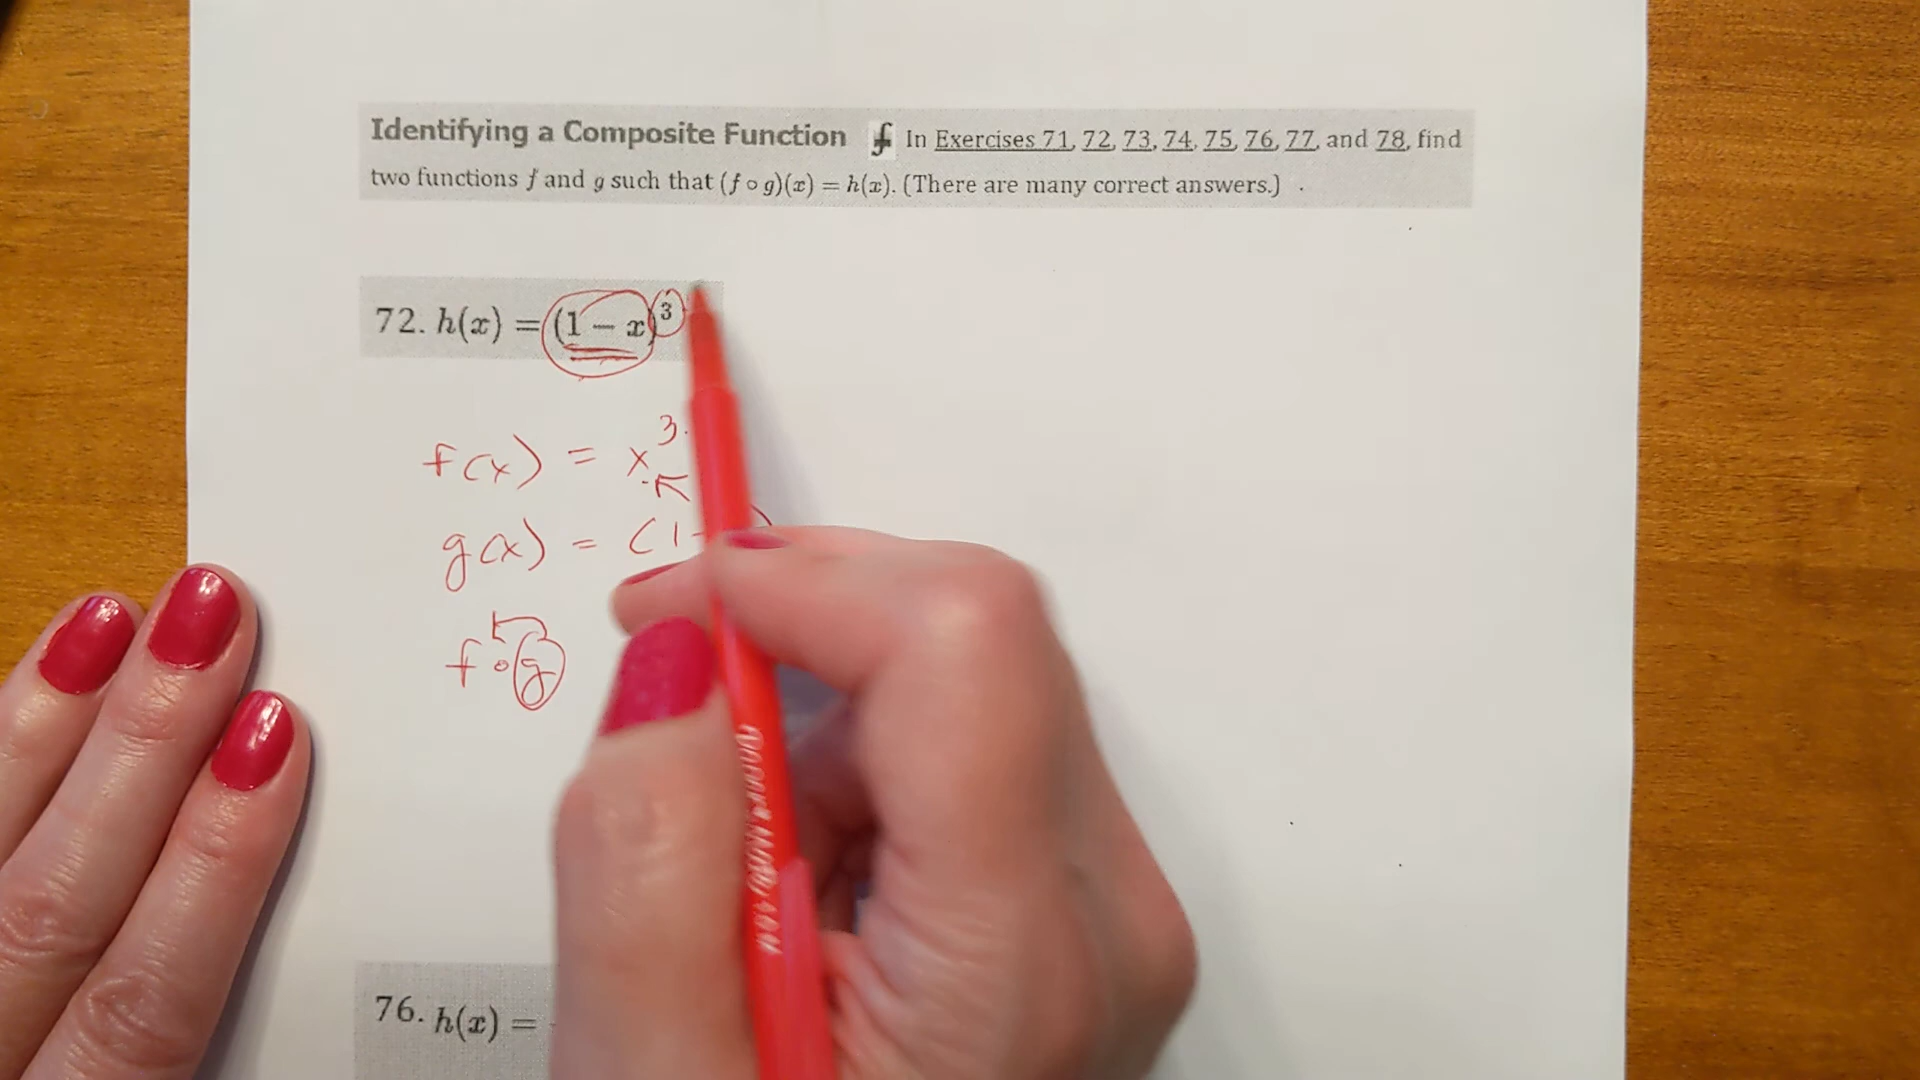 Identifying a Composite Function f In Exercises 71, 72, 73, 74, 75, 76, 77, and 78, find
two functions f and g such that (f ∘ g)(x) = h(x). (There are many correct answers.)
72. h(x) = (1 − x)³
f(x) = x³
g(x) = (1-
f ∘ g
76. h(x) =